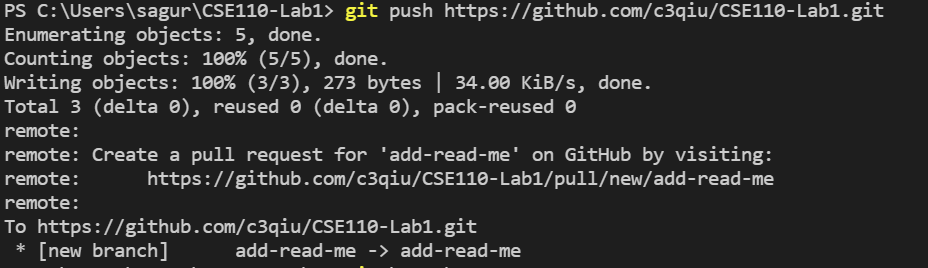 PS C:\Users\sagur\CSE110-Lab1> git push https://github.com/c3qiu/CSE110-Lab1.git
Enumerating objects: 5, done.
Counting objects: 100% (5/5), done.
Writing objects: 100% (3/3), 273 bytes | 34.00 KiB/s, done.
Total 3 (delta 0), reused 0 (delta 0), pack-reused 0
remote:
remote: Create a pull request for 'add-read-me' on GitHub by visiting:
remote:      https://github.com/c3qiu/CSE110-Lab1/pull/new/add-read-me
remote:
To https://github.com/c3qiu/CSE110-Lab1.git
 * [new branch]      add-read-me -> add-read-me